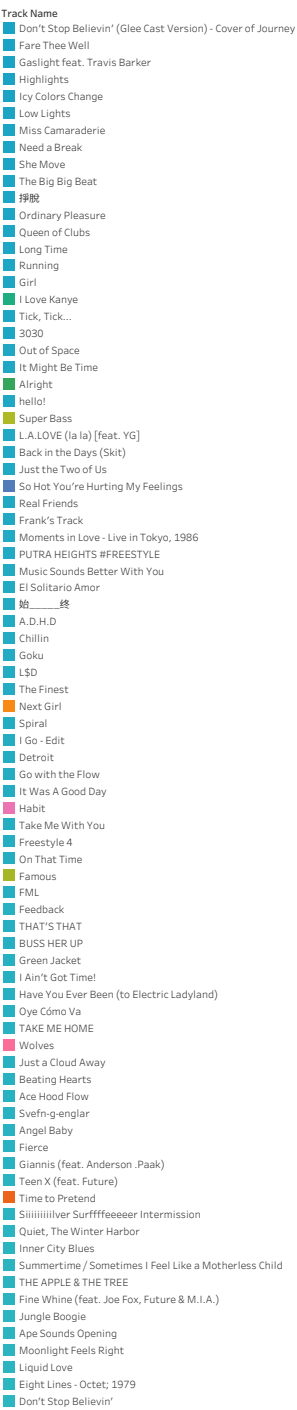 Track Name
Don't Stop Believin' (Glee Cast Version) - Cover of Journey
Fare Thee Well
Gaslight feat. Travis Barker
Highlights
Icy Colors Change
Low Lights
Miss Camaraderie
Need a Break
She Move
The Big Big Beat
掙脫
Ordinary Pleasure
Queen of Clubs
Long Time
Running
Girl
I Love Kanye
Tick, Tick...
3030
Out of Space
It Might Be Time
Alright
hello!
Super Bass
L.A.LOVE (la la) [feat. YG]
Back in the Days (Skit)
Just the Two of Us
So Hot You're Hurting My Feelings
Real Friends
Frank's Track
Moments in Love - Live in Tokyo, 1986
PUTRA HEIGHTS #FREESTYLE
Music Sounds Better With You
El Solitario Amor
始_____终
A.D.H.D
Chillin
Goku
L$D
The Finest
Next Girl
Spiral
I Go - Edit
Detroit
Go with the Flow
It Was A Good Day
Habit
Take Me With You
Freestyle 4
On That Time
Famous
FML
Feedback
THAT'S THAT
BUSS HER UP
Green Jacket
I Ain't Got Time!
Have You Ever Been (to Electric Ladyland)
Oye Cómo Va
TAKE ME HOME
Wolves
Just a Cloud Away
Beating Hearts
Ace Hood Flow
Svefn-g-englar
Angel Baby
Fierce
Giannis (feat. Anderson .Paak)
Teen X (feat. Future)
Time to Pretend
Siiiiiiiiilver Surffffeeeeer Intermission
Quiet, The Winter Harbor
Inner City Blues
Summertime / Sometimes I Feel Like a Motherless Child
THE APPLE & THE TREE
Fine Whine (feat. Joe Fox, Future & M.I.A.)
Jungle Boogie
Ape Sounds Opening
Moonlight Feels Right
Liquid Love
Eight Lines - Octet; 1979
Don't Stop Believin'